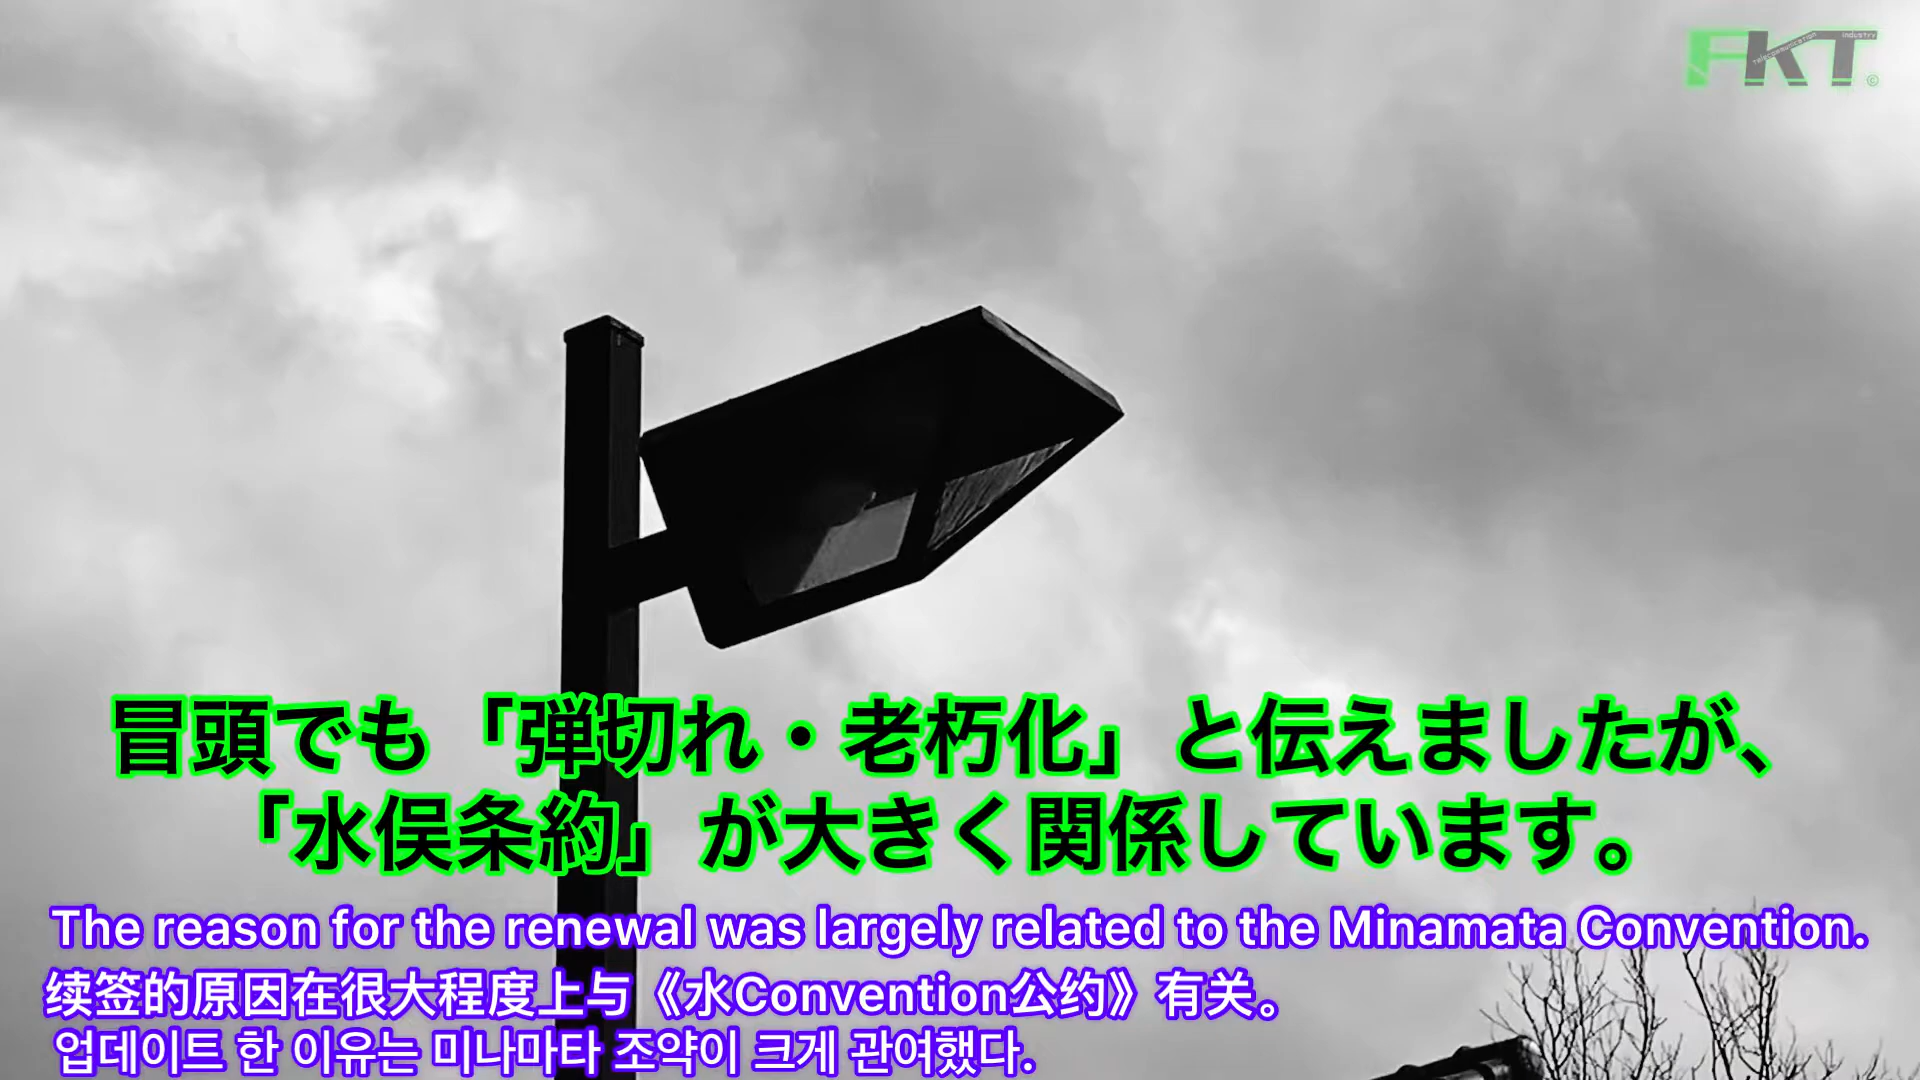 FKT
Telecommunication
industry
©
冒頭でも「弾切れ・老朽化」と伝えましたが、
「水俣条約」が大きく関係しています。
The reason for the renewal was largely related to the Minamata Convention.
续签的原因在很大程度上与《水Convention公约》有关。
업데이트 한 이유는 미나마타 조약이 크게 관여했다.